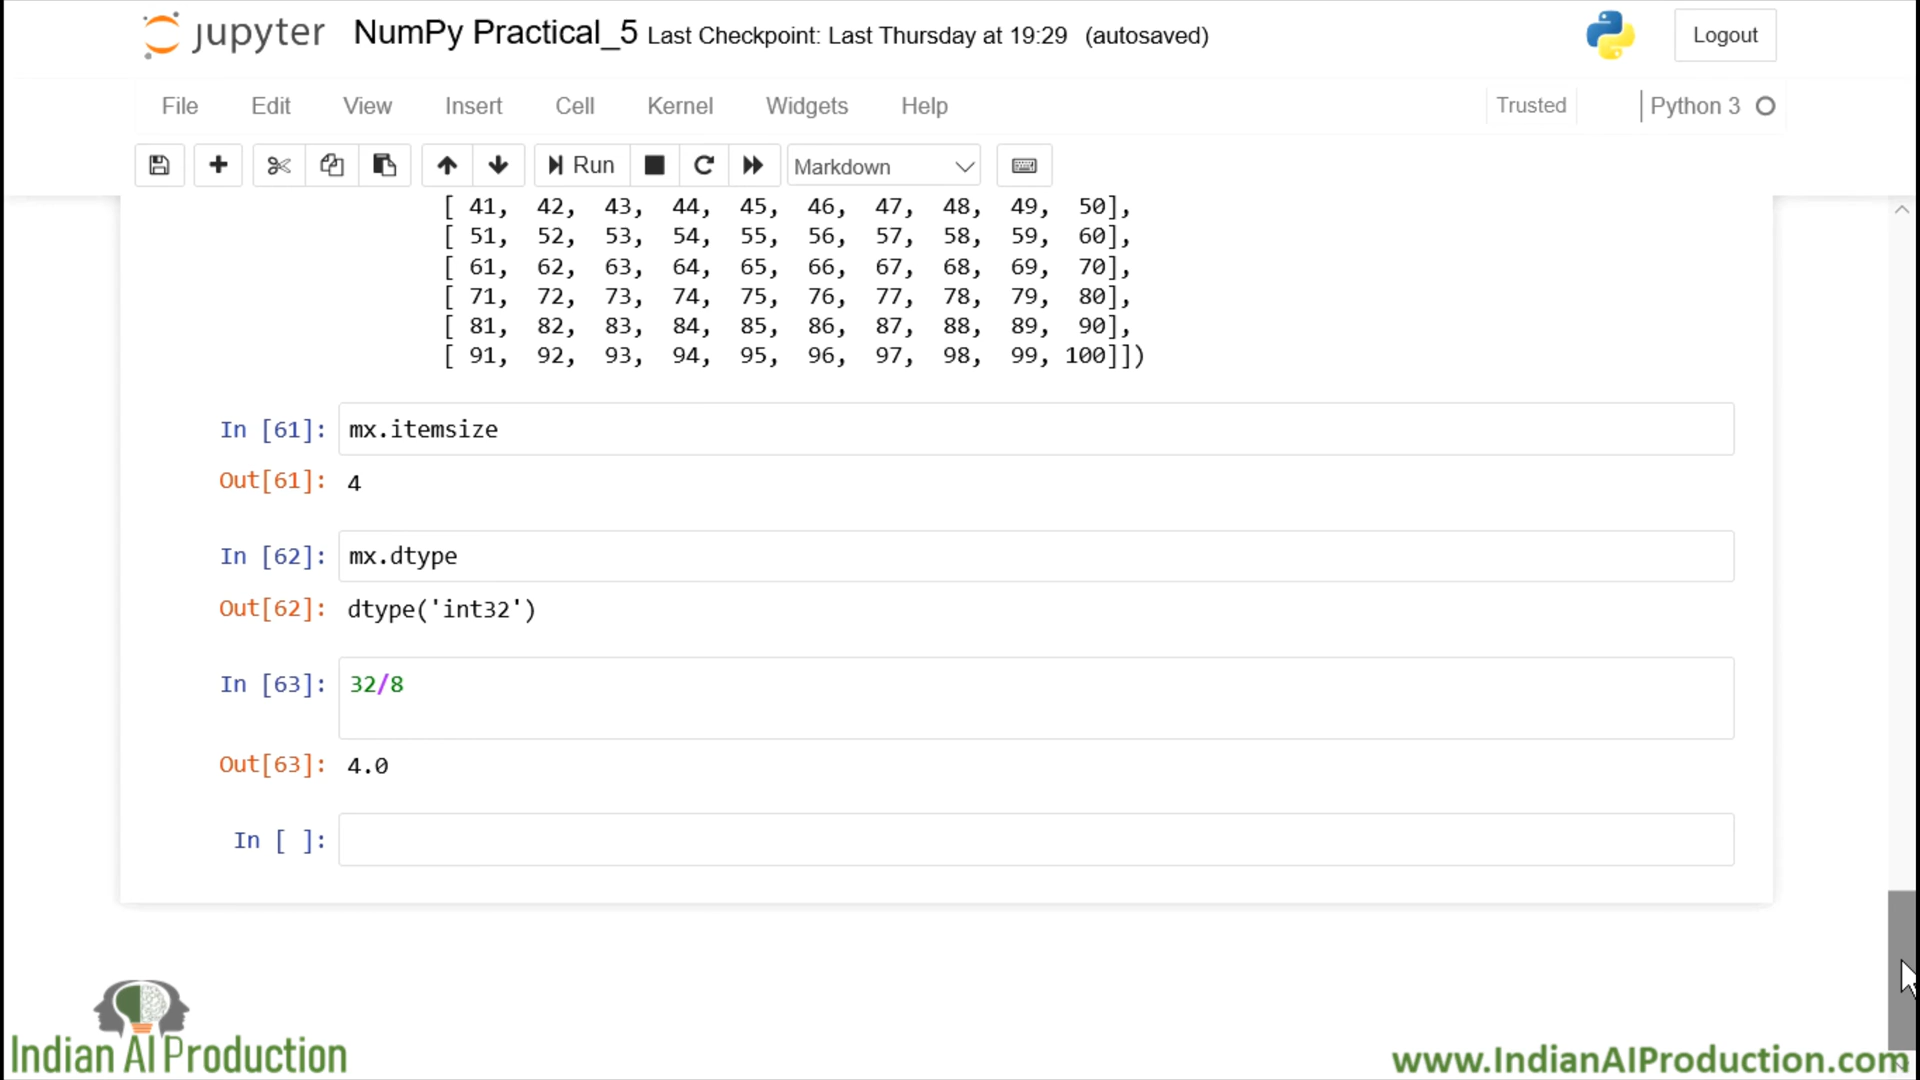 jupyter NumPy Practical_5 Last Checkpoint: Last Thursday at 19:29 (autosaved) Logout
File Edit View Insert Cell Kernel Widgets Help Trusted Python 3
Run Markdown
[ 41, 42, 43, 44, 45, 46, 47, 48, 49, 50],
[ 51, 52, 53, 54, 55, 56, 57, 58, 59, 60],
[ 61, 62, 63, 64, 65, 66, 67, 68, 69, 70],
[ 71, 72, 73, 74, 75, 76, 77, 78, 79, 80],
[ 81, 82, 83, 84, 85, 86, 87, 88, 89, 90],
[ 91, 92, 93, 94, 95, 96, 97, 98, 99, 100]])
In [61]: mx.itemsize
Out[61]: 4
In [62]: mx.dtype
Out[62]: dtype('int32')
In [63]: 32/8
Out[63]: 4.0
In [ ]:
Indian AI Production
www.IndianAIProduction.com